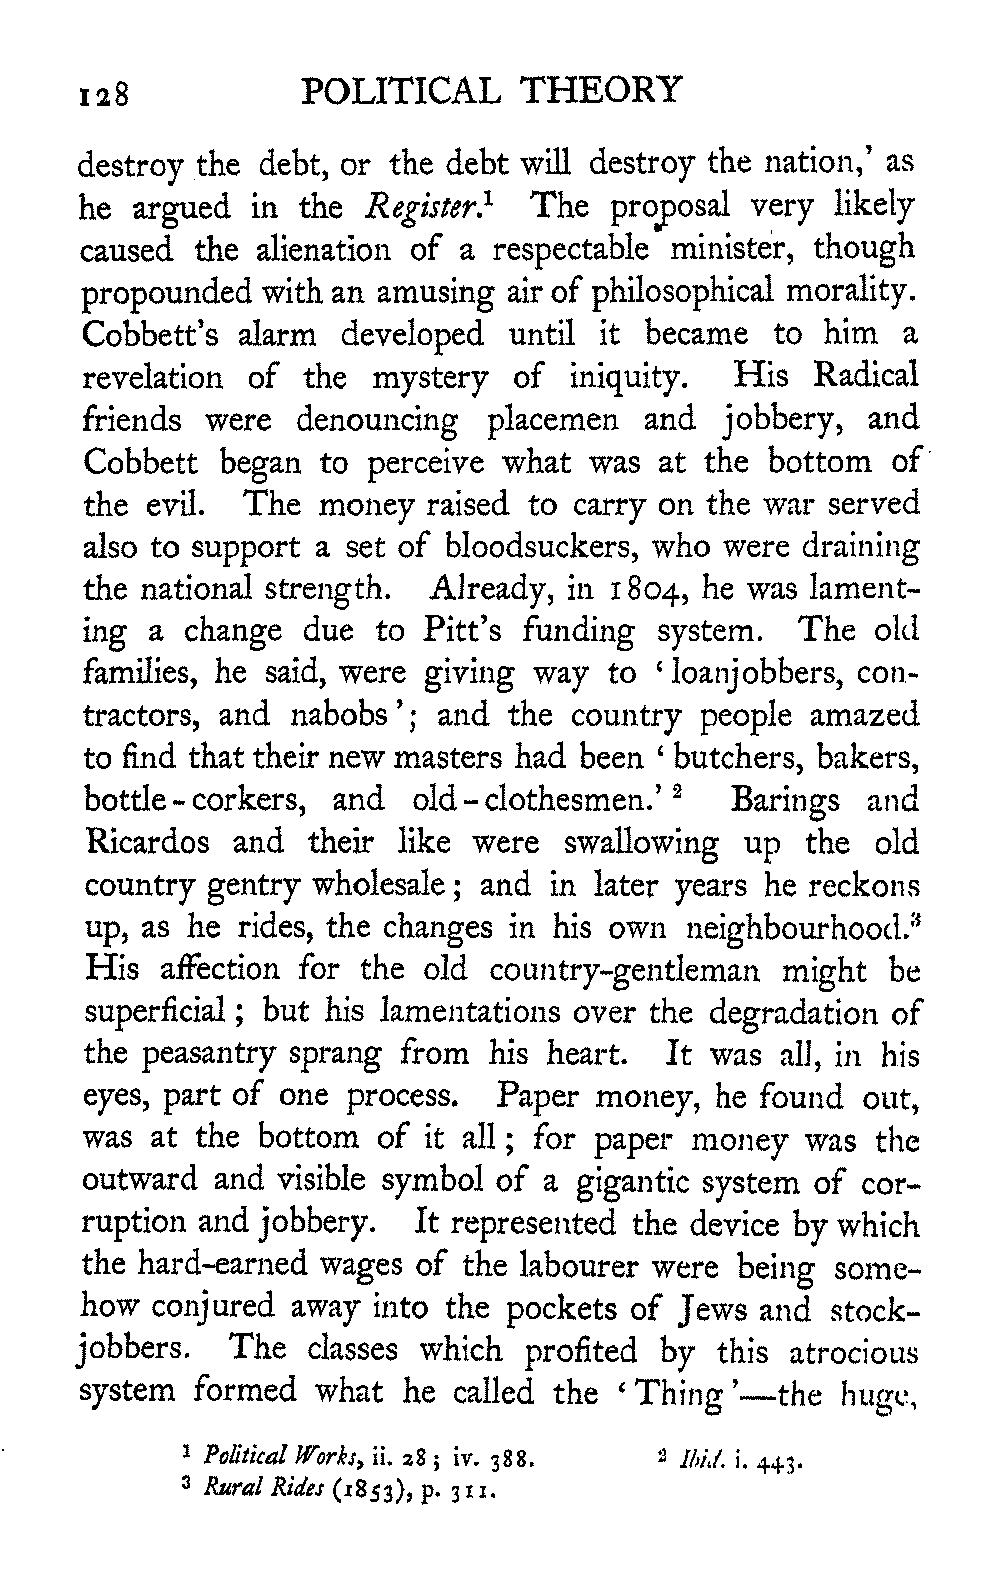 128 POLITICAL THEORY
destroy the debt, or the debt will destroy the nation,’ as
he argued in the Register.¹ The proposal very likely
caused the alienation of a respectable minister, though
propounded with an amusing air of philosophical morality.
Cobbett’s alarm developed until it became to him a
revelation of the mystery of iniquity. His Radical
friends were denouncing placemen and jobbery, and
Cobbett began to perceive what was at the bottom of
the evil. The money raised to carry on the war served
also to support a set of bloodsuckers, who were draining
the national strength. Already, in 1804, he was lament-
ing a change due to Pitt’s funding system. The old
families, he said, were giving way to ‘ loanjobbers, con-
tractors, and nabobs ’; and the country people amazed
to find that their new masters had been ‘ butchers, bakers,
bottle-corkers, and old-clothesmen.’ ² Barings and
Ricardos and their like were swallowing up the old
country gentry wholesale ; and in later years he reckons
up, as he rides, the changes in his own neighbourhood.³
His affection for the old country-gentleman might be
superficial ; but his lamentations over the degradation of
the peasantry sprang from his heart. It was all, in his
eyes, part of one process. Paper money, he found out,
was at the bottom of it all ; for paper money was the
outward and visible symbol of a gigantic system of cor-
ruption and jobbery. It represented the device by which
the hard-earned wages of the labourer were being some-
how conjured away into the pockets of Jews and stock-
jobbers. The classes which profited by this atrocious
system formed what he called the ‘ Thing ’—the huge,
¹ Political Works, ii. 28 ; iv. 388. ² Ibid. i. 443.
³ Rural Rides (1853), p. 311.